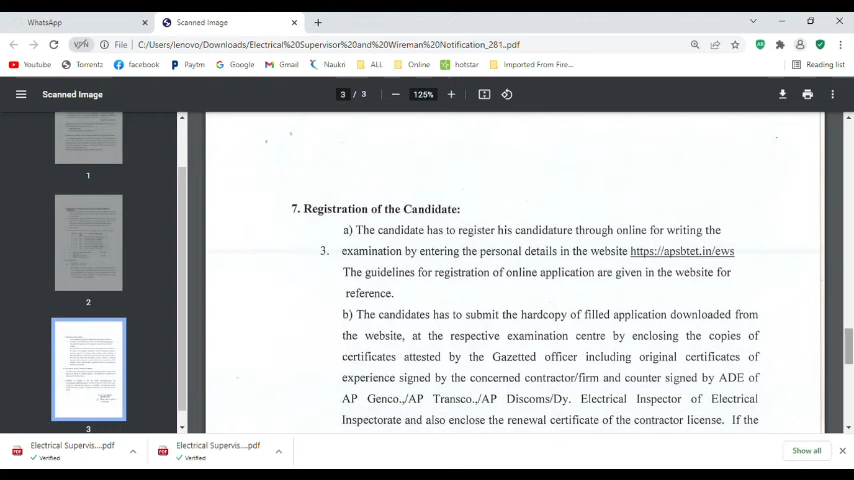 WhatsApp
Scanned Image
VPN
File
C:/Users/lenovo/Downloads/Electrical%20Supervisor%20and%20Wireman%20Notification_281..pdf
Youtube
Torrentz
facebook
Paytm
Google
Gmail
Naukri
ALL
Online
hotstar
Imported From Fire...
Reading list
Scanned Image
3 / 3
125%
1
2
3
7. Registration of the Candidate:
a) The candidate has to register his candidature through online for writing the
3. examination by entering the personal details in the website https://apsbtet.in/ews
The guidelines for registration of online application are given in the website for
reference.
b) The candidates has to submit the hardcopy of filled application downloaded from
the website, at the respective examination centre by enclosing the copies of
certificates attested by the Gazetted officer including original certificates of
experience signed by the concerned contractor/firm and counter signed by ADE of
AP Genco.,/AP Transco.,/AP Discoms/Dy. Electrical Inspector of Electrical
Inspectorate and also enclose the renewal certificate of the contractor license. If the
Electrical Supervis....pdf
Verified
Electrical Supervis....pdf
Verified
Show all